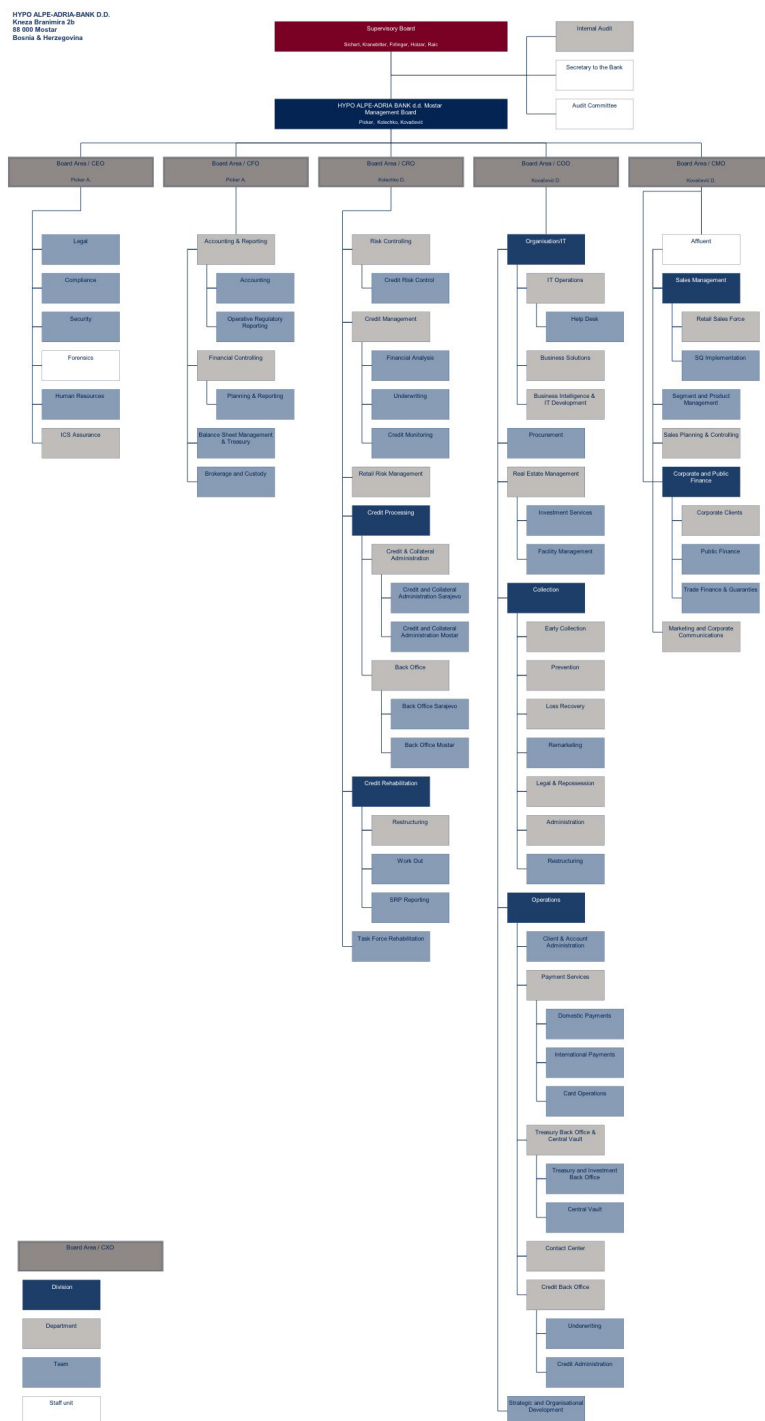 HYPO ALPE-ADRIA-BANK D.D.
Kneza Branimira 2b
88 000 Mostar
Bosnia & Herzegovina
Supervisory Board
Internal Audit
Secretary to the Bank
Audit Committee
HYPO ALPE-ADRIA BANK d.d. Mostar
Management Board
Picker, Kolechko, Kovačević
Board Area / CEO
Picker A.
Legal
Compliance
Security
Forensics
Human Resources
ICS Assurance
Board Area / CFO
Picker A.
Accounting & Reporting
Accounting
Operative Regulatory
Reporting
Financial Controlling
Planning & Reporting
Balance Sheet Management
& Treasury
Brokerage and Custody
Board Area / CRO
Kolechko D.
Risk Controlling
Credit Risk Control
Credit Management
Financial Analysis
Underwriting
Credit Monitoring
Retail Risk Management
Credit Processing
Credit & Collateral
Administration
Credit and Collateral
Administration Sarajevo
Credit and Collateral
Administration Mostar
Back Office
Back Office Sarajevo
Back Office Mostar
Credit Rehabilitation
Restructuring
Work Out
SRP Reporting
Task Force Rehabilitation
Board Area / COO
Kovačević D.
Organisation/IT
IT Operations
Help Desk
Business Solutions
Business Intelligence &
IT Development
Procurement
Real Estate Management
Investment Services
Facility Management
Collection
Early Collection
Prevention
Loss Recovery
Remarketing
Legal & Repossession
Administration
Restructuring
Operations
Client & Account
Administration
Payment Services
Domestic Payments
International Payments
Card Operations
Treasury Back Office &
Central Vault
Treasury and Investment
Back Office
Central Vault
Contact Center
Credit Back Office
Underwriting
Credit Administration
Strategic and Organisational
Development
Board Area / CMO
Kovačević D.
Affluent
Sales Management
Retail Sales Force
SQ Implementation
Segment and Product
Management
Sales Planning & Controlling
Corporate and Public
Finance
Corporate Clients
Public Finance
Trade Finance & Guaranties
Marketing and Corporate
Communications
Board Area / CXO
Division
Department
Team
Staff unit